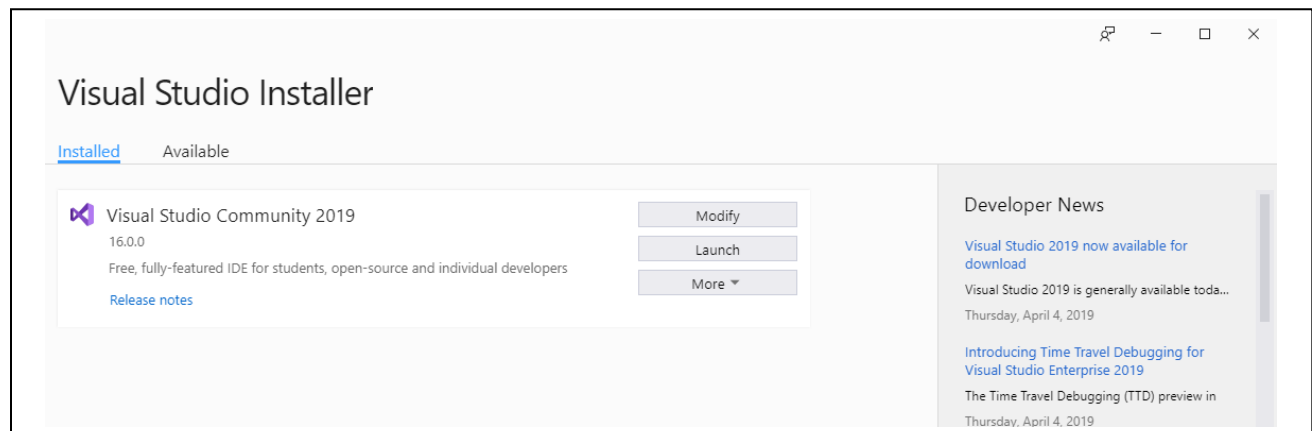 Visual Studio Installer
Installed Available
Visual Studio Community 2019
16.0.0
Free, fully-featured IDE for students, open-source and individual developers
Release notes
Modify
Launch
More
Developer News
Visual Studio 2019 now available for
download
Visual Studio 2019 is generally available toda...
Thursday, April 4, 2019
Introducing Time Travel Debugging for
Visual Studio Enterprise 2019
The Time Travel Debugging (TTD) preview in
Thursday, April 4, 2019